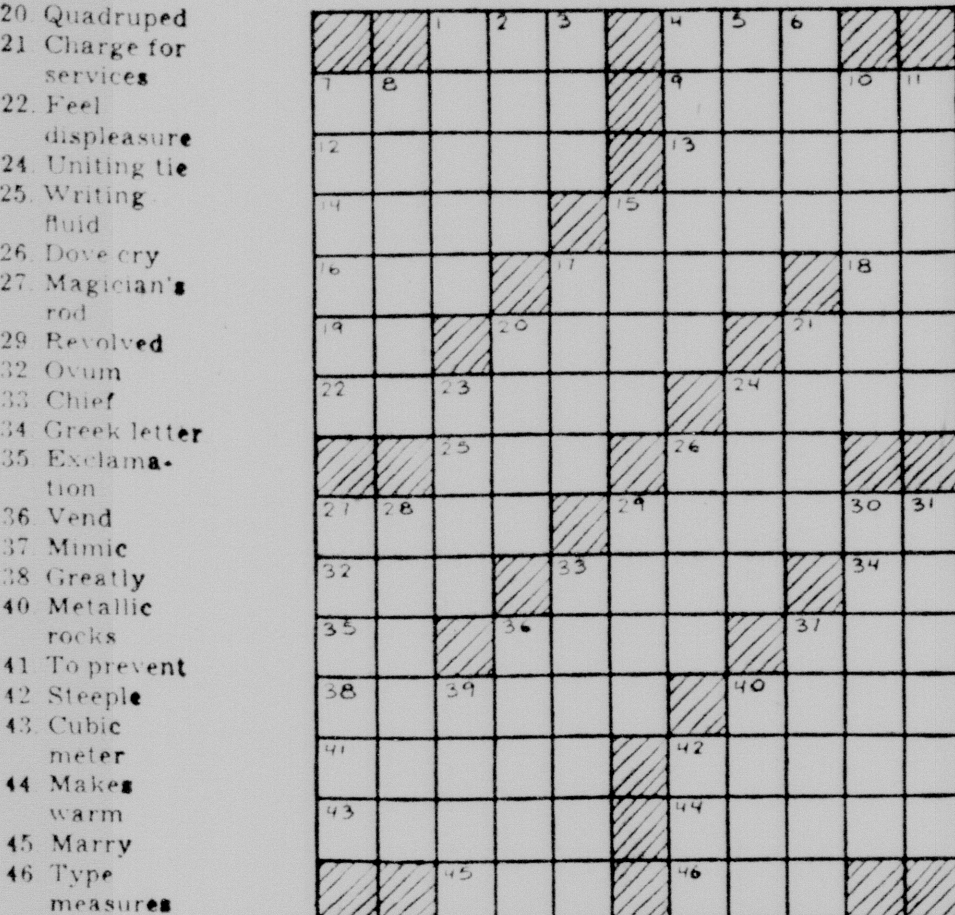 20. Quadruped
21 Charge for
services
22. Feel
displeasure
24. Uniting tie
25. Writing
fluid
26. Dove cry
27. Magician's
rod
29 Revolved
32 Ovum
33 Chief
34. Greek letter
35. Exclama-
tion
36. Vend
37. Mimic
38 Greatly
40. Metallic
rocks
41 To prevent
42 Steeple
43. Cubic
meter
44 Makes
warm
45 Marry
46 Type
measures
1 2 3 4 5 6
7 8 9 10 11
12 13
14 15
16 17 18
19 20 21
22 23 24
25 26
27 28 29 30 31
32 33 34
35 36 37
38 39 40
41 42
43 44
45 46